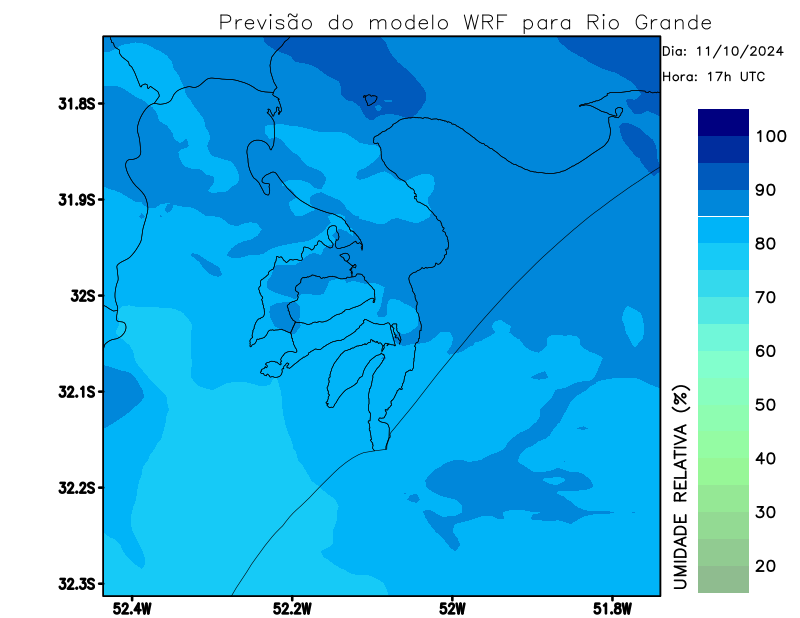 Previsão do modelo WRF para Rio Grande
Dia: 11/10/2024
Hora: 17h UTC
31.8S
31.9S
32S
32.1S
32.2S
32.3S
52.4W
52.2W
52W
51.8W
100
90
80
70
60
50
40
30
20
UMIDADE RELATIVA (%)